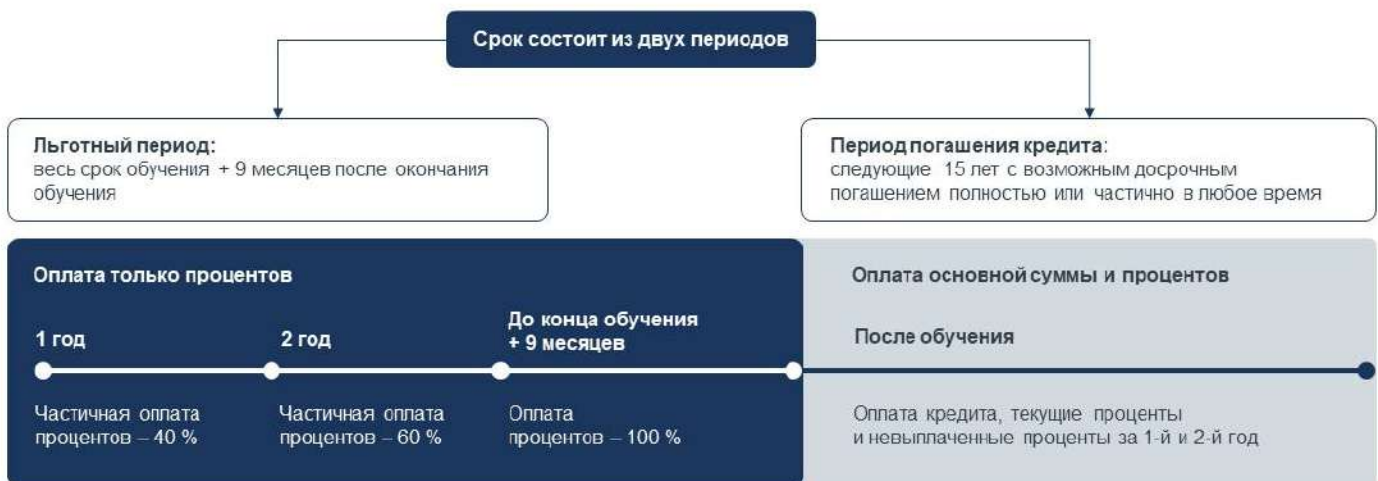 Срок состоит из двух периодов
Льготный период:
весь срок обучения + 9 месяцев после окончания
обучения
Период погашения кредита:
следующие 15 лет с возможным досрочным
погашением полностью или частично в любое время
Оплата только процентов
1 год
2 год
До конца обучения
+ 9 месяцев
Частичная оплата
процентов – 40 %
Частичная оплата
процентов – 60 %
Оплата
процентов – 100 %
Оплата основной суммы и процентов
После обучения
Оплата кредита, текущие проценты
и невыплаченные проценты за 1-й и 2-й год